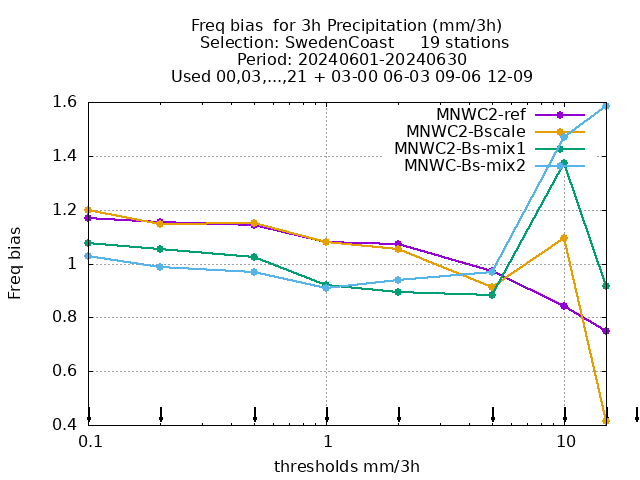 Freq bias  for 3h Precipitation (mm/3h)
Selection: SwedenCoast     19 stations
Period: 20240601-20240630
Used 00,03,...,21 + 03-00 06-03 09-06 12-09
MNWC2-ref
MNWC2-Bscale
MNWC2-Bs-mix1
MNWC-Bs-mix2
Freq bias
1.6
1.4
1.2
1
0.8
0.6
0.4
0.1
1
10
thresholds mm/3h